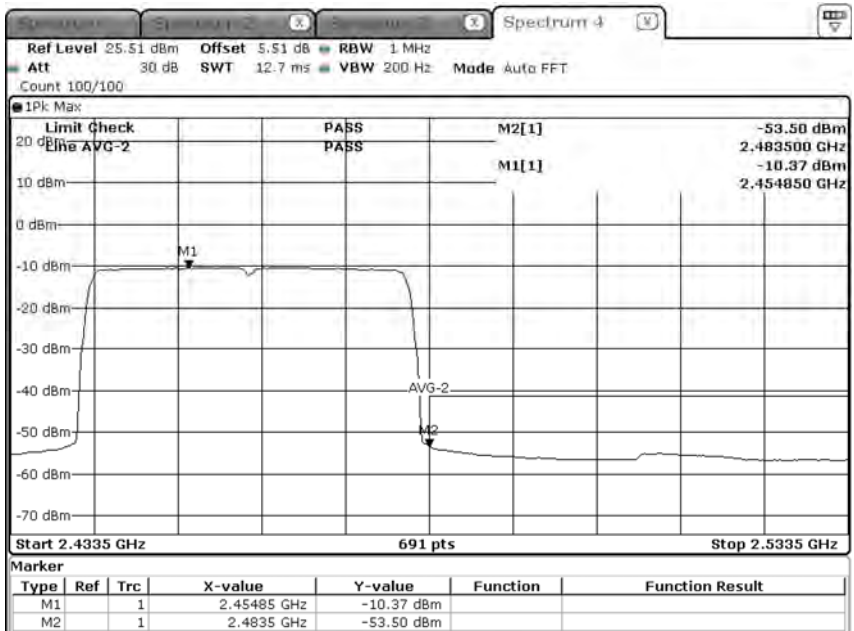 Spectrum Spectrum 2 Spectrum 3 Spectrum 4
Ref Level 25.51 dBm Offset 5.51 dB RBW 1 MHz
Att 30 dB SWT 12.7 ms VBW 200 Hz Mode Auto FFT
Count 100/100
1Pk Max
Limit Check PASS M2[1] -53.50 dBm
20 dBm Line AVG-2 PASS 2.483500 GHz
M1[1] -10.37 dBm
10 dBm 2.454850 GHz
0 dBm
M1
-10 dBm
-20 dBm
-30 dBm
-40 dBm AVG-2
-50 dBm M2
-60 dBm
-70 dBm
Start 2.4335 GHz 691 pts Stop 2.5335 GHz
Marker
Type Ref Trc X-value Y-value Function Function Result
M1 1 2.45485 GHz -10.37 dBm
M2 1 2.4835 GHz -53.50 dBm